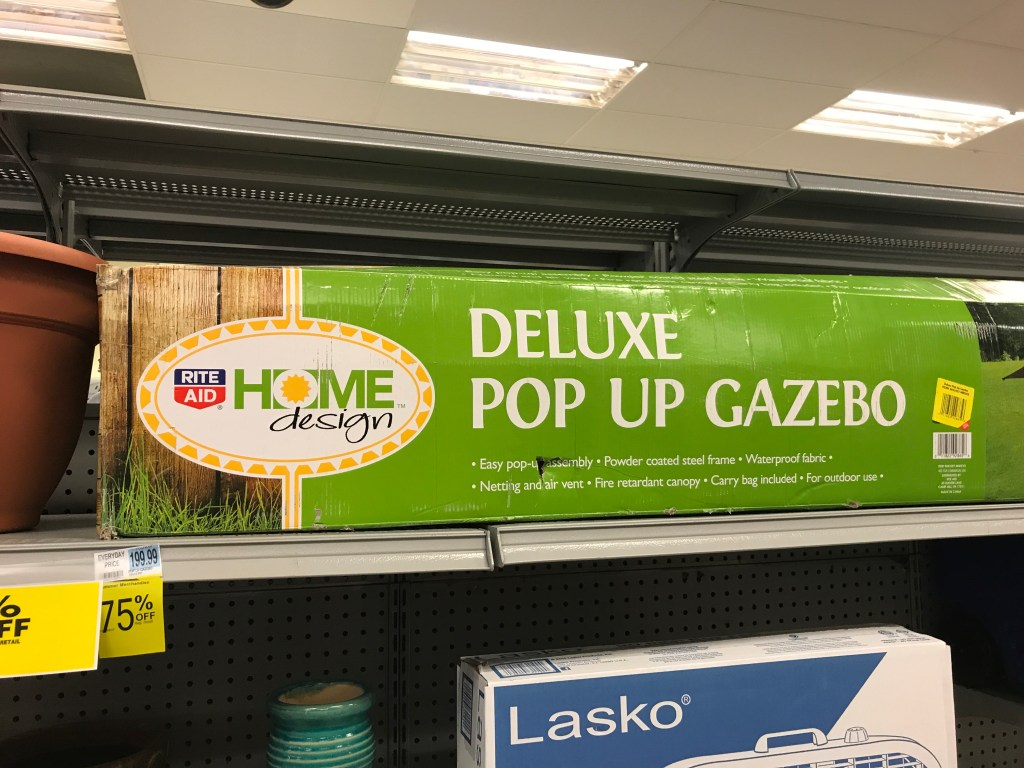 RITE
AID
HOME
design
DELUXE
POP UP GAZEBO
• Easy pop-up assembly • Powder coated steel frame • Waterproof fabric •
• Netting and air vent • Fire retardant canopy • Carry bag included • For outdoor use •
EVERYDAY
PRICE
199.99
75% OFF
%
FF
RETAIL
Lasko®